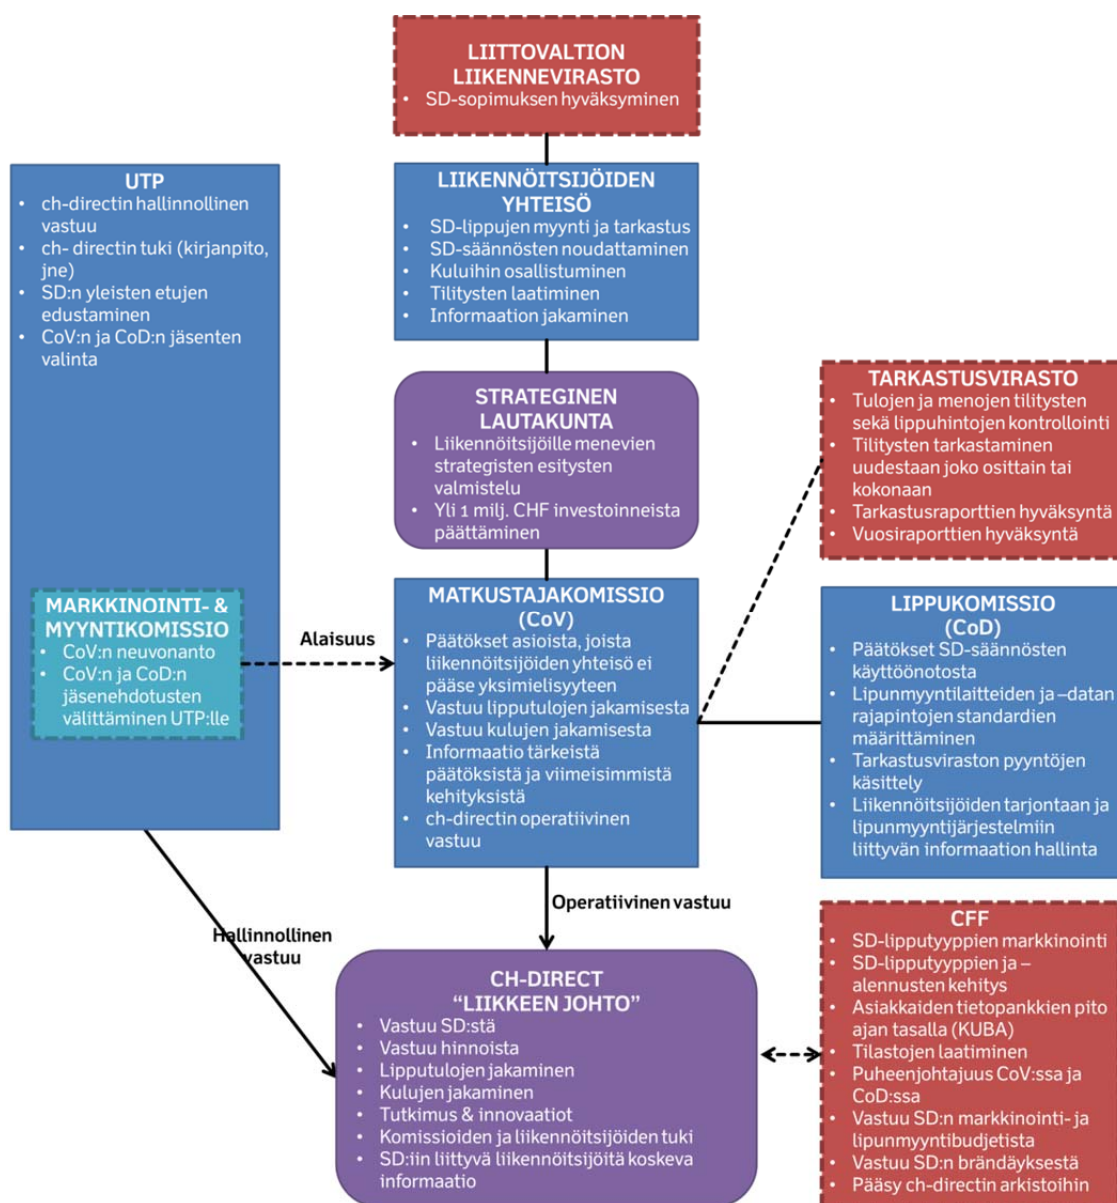 LIITTOVALTION
LIIKENNEVIRASTO
• SD-sopimuksen hyväksyminen
UTP
• ch-directin hallinnollinen
vastuu
• ch- directin tuki (kirjanpito,
jne)
• SD:n yleisten etujen
edustaminen
• CoV:n ja CoD:n jäsenten
valinta
LIIKENNÖITSIJÖIDEN
YHTEISÖ
• SD-lippujen myynti ja tarkastus
• SD-säännösten noudattaminen
• Kuluihin osallistuminen
• Tilitysten laatiminen
• Informaation jakaminen
STRATEGINEN
LAUTAKUNTA
• Liikennöitsijöille menevien
strategisten esitysten
valmistelu
• Yli 1 milj. CHF investoinneista
päättäminen
TARKASTUSVIRASTO
• Tulojen ja menojen tilitysten
sekä lippuhintojen kontrollointi
• Tilitysten tarkastaminen
uudestaan joko osittain tai
kokonaan
• Tarkastusraporttien hyväksyntä
• Vuosiraporttien hyväksyntä
MARKKINOINTI- &
MYYNTIKOMISSIO
• CoV:n neuvonanto
• CoV:n ja CoD:n
jäsenehdotusten
välittäminen UTP:lle
Alaisuus
MATKUSTAJAKOMISSIO
(CoV)
• Päätökset asioista, joista
liikennöitsijöiden yhteisö ei
pääse yksimielisyyteen
• Vastuu lipputulojen jakamisesta
• Vastuu kulujen jakamisesta
• Informaatio tärkeistä
päätöksistä ja viimeisimmistä
kehityksistä
• ch-directin operatiivinen
vastuu
LIPPUKOMISSIO
(CoD)
• Päätökset SD-säännösten
käyttöönotosta
• Lipunmyyntilaitteiden ja –datan
rajapintojen standardien
määrittäminen
• Tarkastusviraston pyyntöjen
käsittely
• Liikennöitsijöiden tarjontaan ja
lipunmyyntijärjestelmiin
liittyvän informaation hallinta
Operatiivinen vastuu
Hallinnollinen
vastuu
CH-DIRECT
“LIIKKEEN JOHTO”
• Vastuu SD:stä
• Vastuu hinnoista
• Lipputulojen jakaminen
• Kulujen jakaminen
• Tutkimus & innovaatiot
• Komissioiden ja liikennöitsijöiden tuki
• SD:iin liittyvä liikennöitsijöitä koskeva
informaatio
CFF
• SD-lipputyyppien markkinointi
• SD-lipputyyppien ja –
alennusten kehitys
• Asiakkaiden tietopankkien pito
ajan tasalla (KUBA)
• Tilastojen laatiminen
• Puheenjohtajuus CoV:ssa ja
CoD:ssa
• Vastuu SD:n markkinointi- ja
lipunmyyntibudjetista
• Vastuu SD:n brändäyksestä
• Pääsy ch-directin arkistoihin